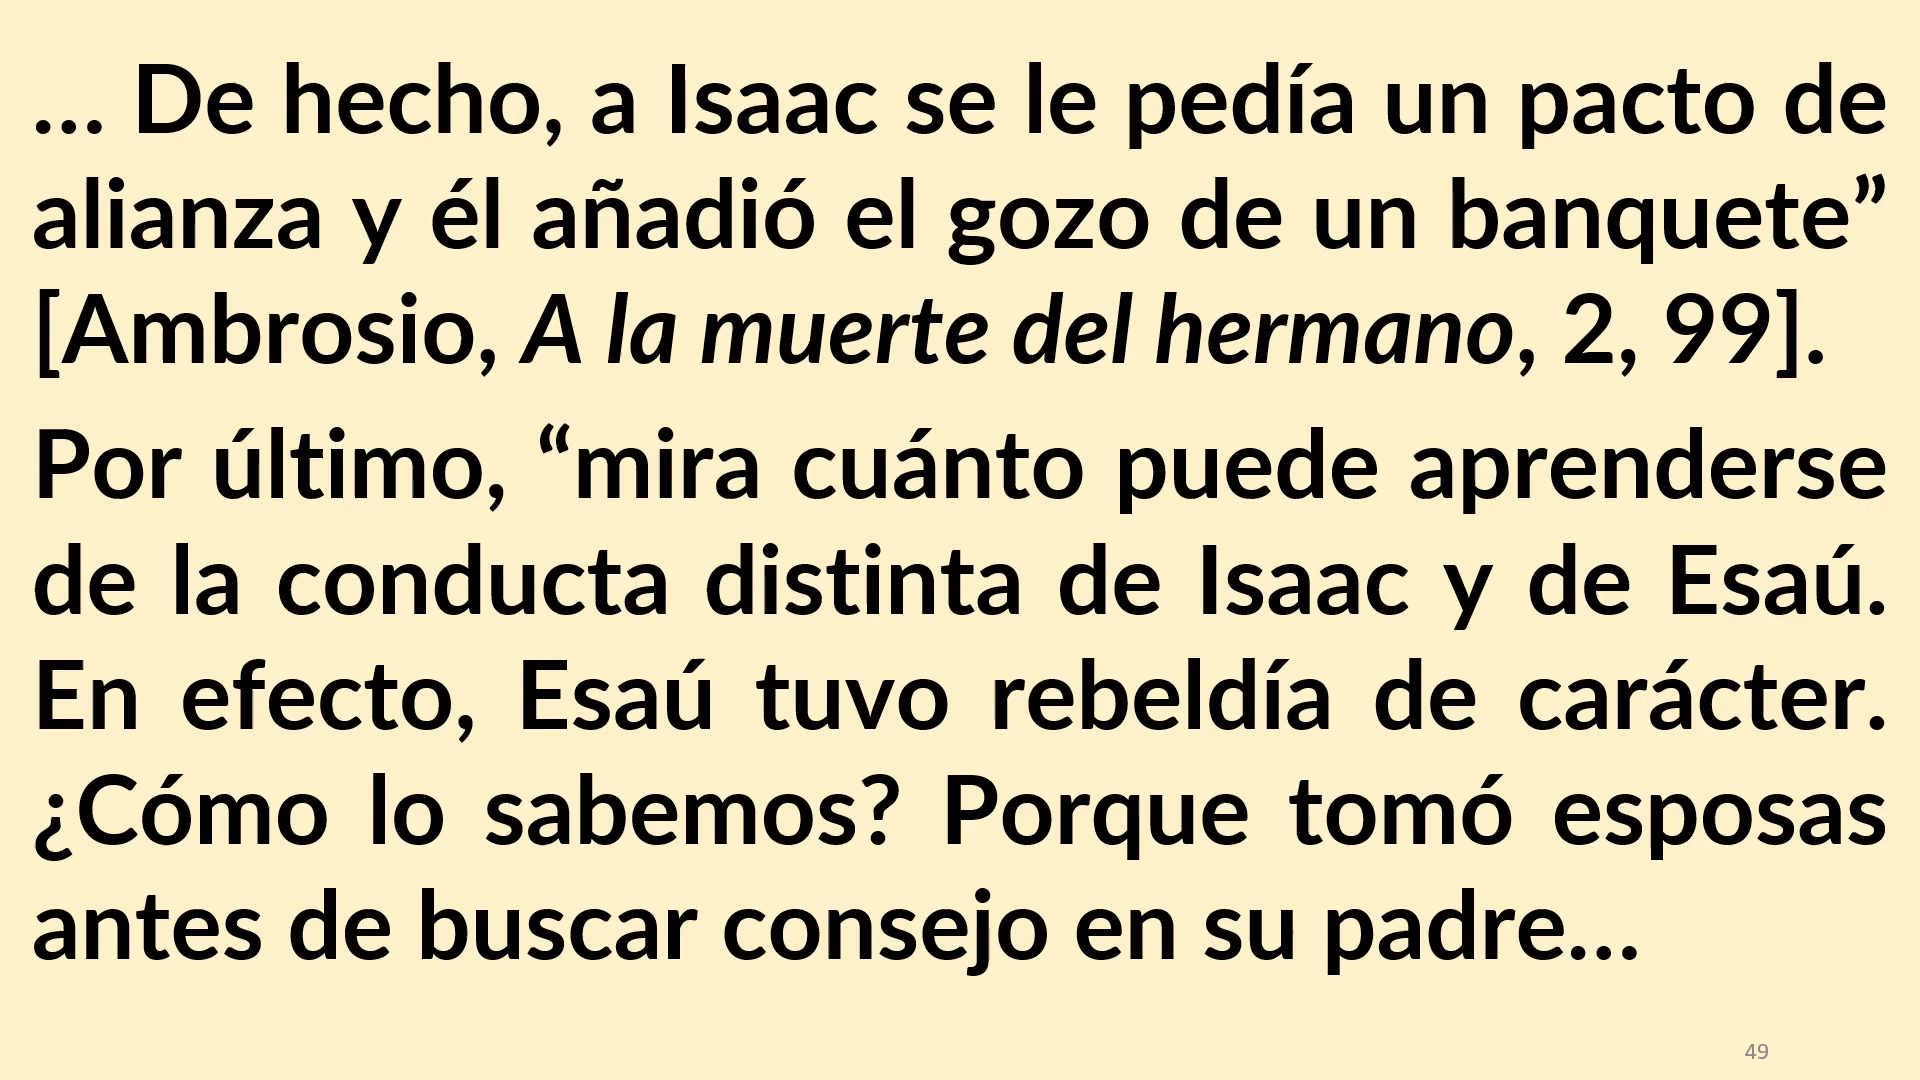 ... De hecho, a Isaac se le pedía un pacto de
alianza y él añadió el gozo de un banquete”
[Ambrosio, A la muerte del hermano, 2, 99].
Por último, “mira cuánto puede aprenderse
de la conducta distinta de Isaac y de Esaú.
En efecto, Esaú tuvo rebeldía de carácter.
¿Cómo lo sabemos? Porque tomó esposas
antes de buscar consejo en su padre...
49